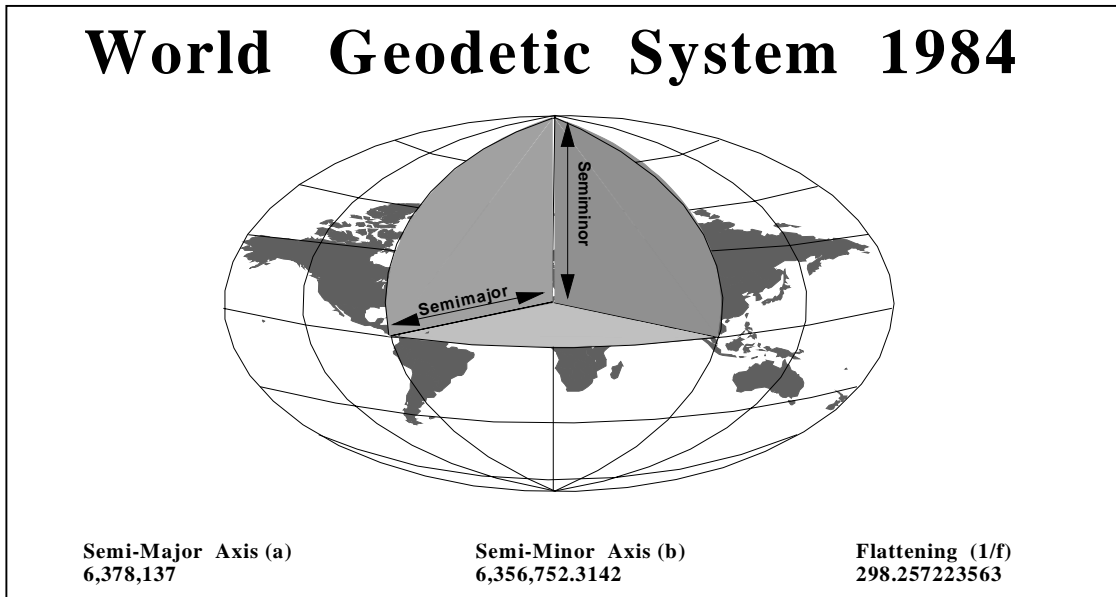 World Geodetic System 1984
Semiminor
Semimajor
Semi-Major Axis (a)
6,378,137
Semi-Minor Axis (b)
6,356,752.3142
Flattening (1/f)
298.257223563